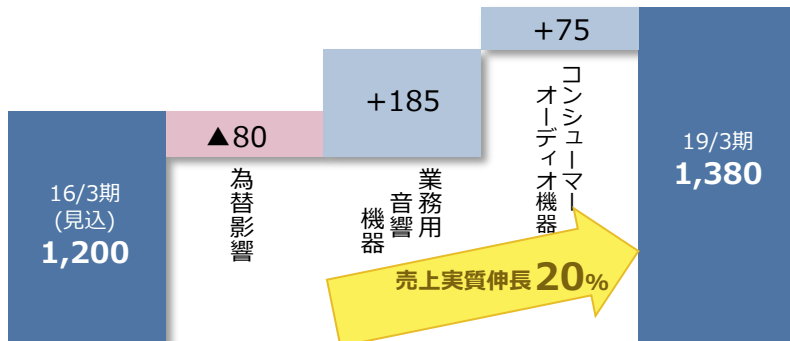 16/3期
(見込)
1,200
▲80
為替影響
+185
業務用
音響
機器
+75
コンシューマー
オーディオ機器
売上実質伸長20%
19/3期
1,380